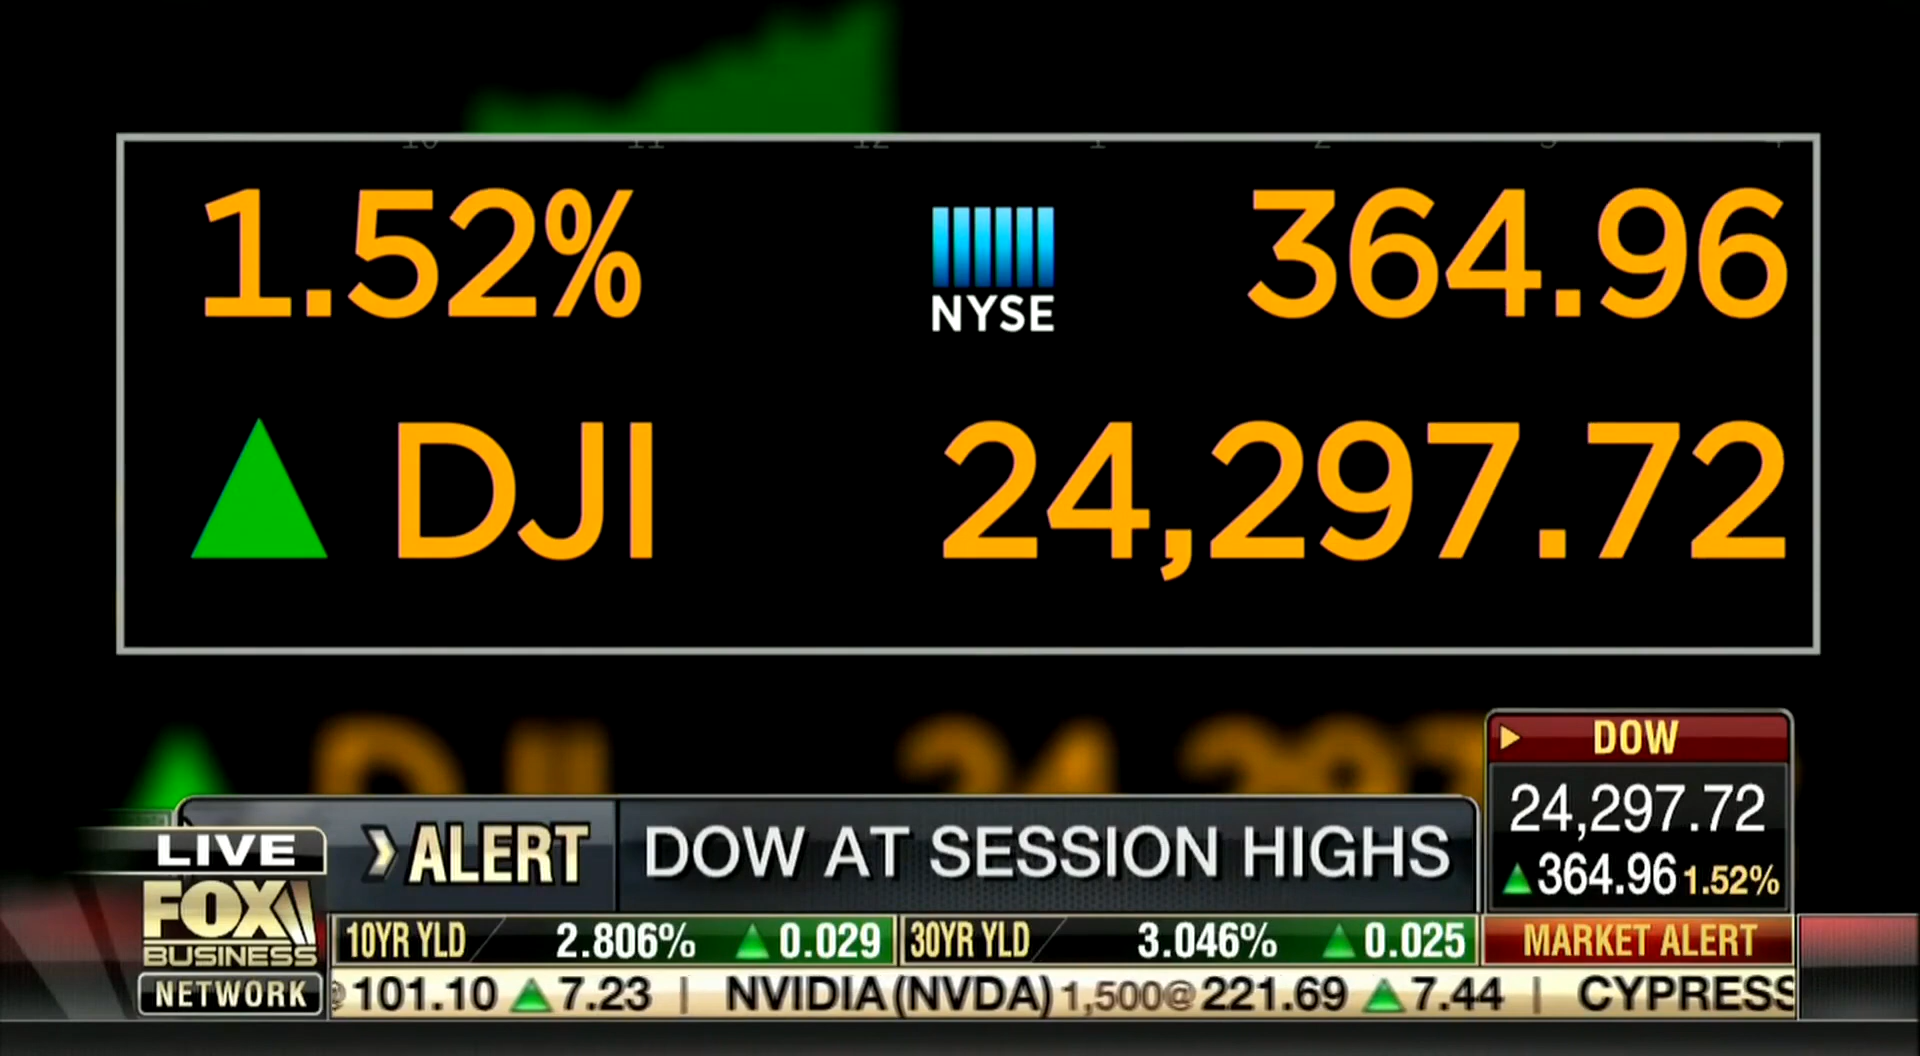 1.52% NYSE 364.96
▲ DJI 24,297.72
DOW
24,297.72
▲364.96 1.52%
ALERT DOW AT SESSION HIGHS
LIVE
FOX
BUSINESS
NETWORK
10YR YLD 2.806% ▲ 0.029 30YR YLD 3.046% ▲ 0.025 MARKET ALERT
@101.10 ▲7.23 | NVIDIA (NVDA) 1,500@221.69 ▲7.44 | CYPRESS